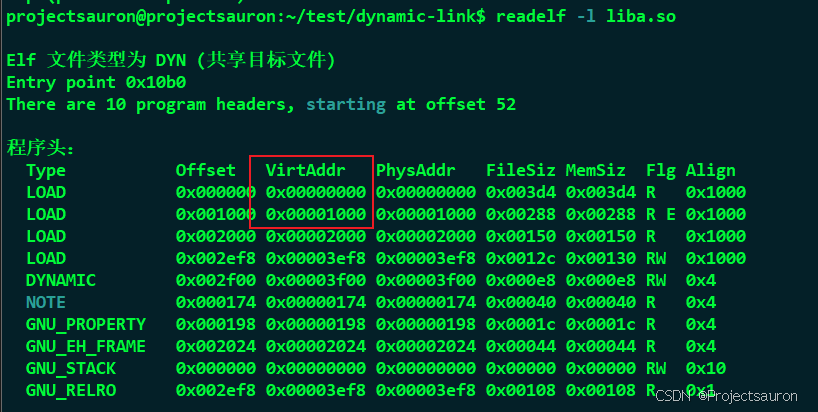 projectsauron@projectsauron:~/test/dynamic-link$ readelf -l liba.so
Elf 文件类型为 DYN (共享目标文件)
Entry point 0x10b0
There are 10 program headers, starting at offset 52
程序头:
Type Offset VirtAddr PhysAddr FileSiz MemSiz Flg Align
LOAD 0x000000 0x00000000 0x00000000 0x003d4 0x003d4 R 0x1000
LOAD 0x001000 0x00001000 0x00001000 0x00288 0x00288 R E 0x1000
LOAD 0x002000 0x00002000 0x00002000 0x00150 0x00150 R 0x1000
LOAD 0x002ef8 0x00003ef8 0x00003ef8 0x0012c 0x00130 RW 0x1000
DYNAMIC 0x002f00 0x00003f00 0x00003f00 0x000e8 0x000e8 RW 0x4
NOTE 0x000174 0x00000174 0x00000174 0x00040 0x00040 R 0x4
GNU_PROPERTY 0x000198 0x00000198 0x00000198 0x0001c 0x0001c R 0x4
GNU_EH_FRAME 0x002024 0x00002024 0x00002024 0x00044 0x00044 R 0x4
GNU_STACK 0x000000 0x00000000 0x00000000 0x00000 0x00000 RW 0x10
GNU_RELRO 0x002ef8 0x00003ef8 0x00003ef8 0x00108 0x00108 R 0x1
CSDN @Projectsauron